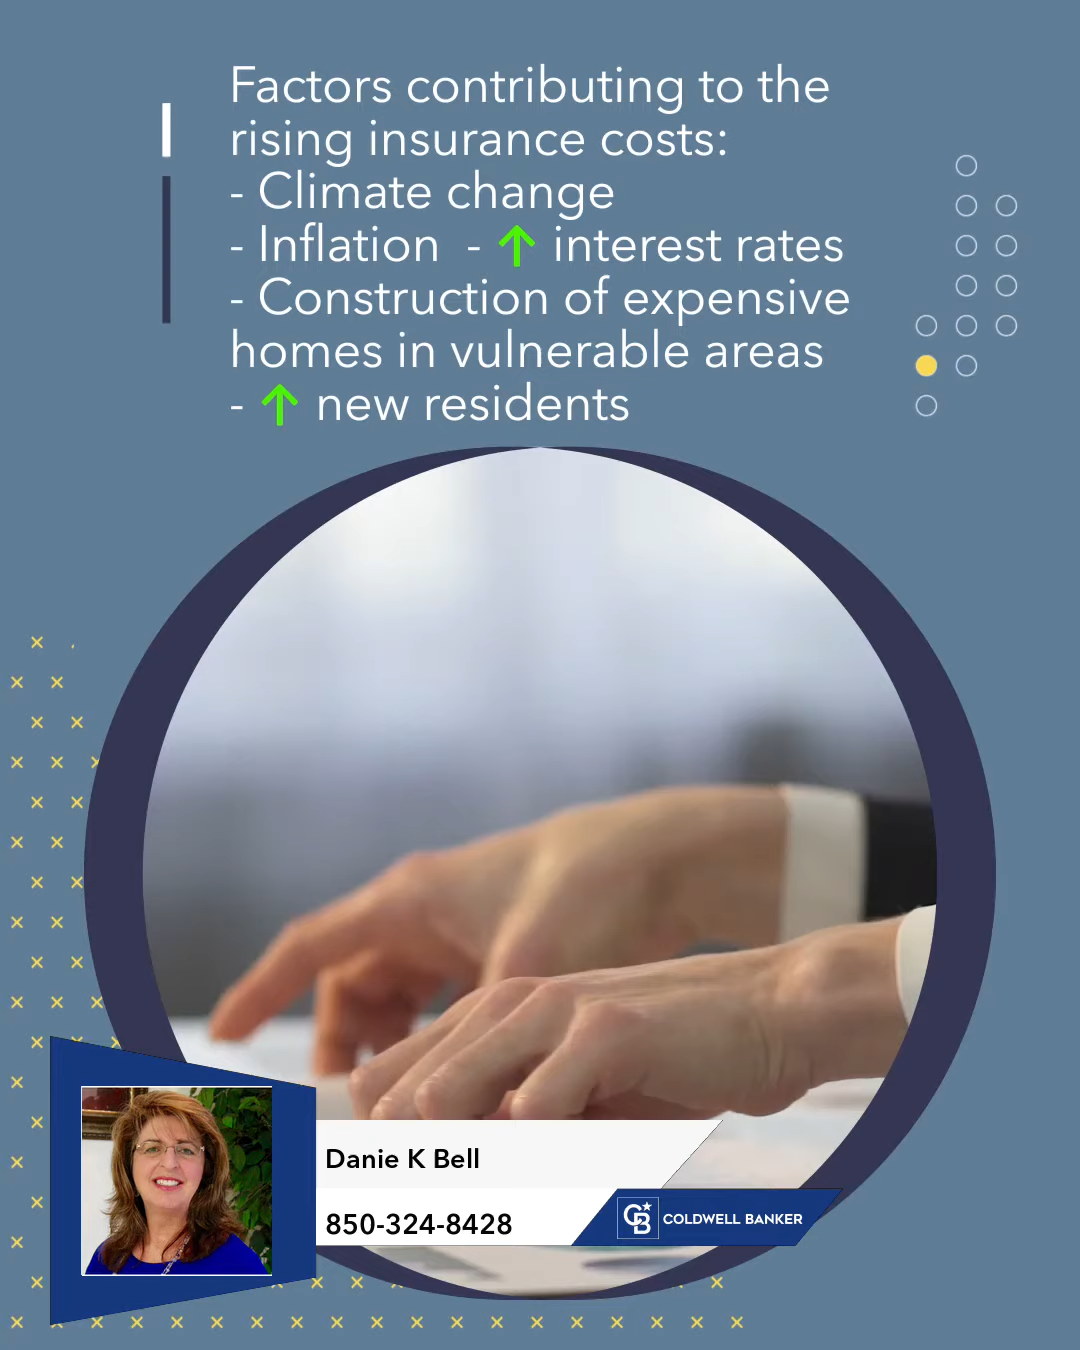 Factors contributing to the
rising insurance costs:
- Climate change
- Inflation - ↑ interest rates
- Construction of expensive
homes in vulnerable areas
- ↑ new residents
Danie K Bell
850-324-8428
CB COLDWELL BANKER